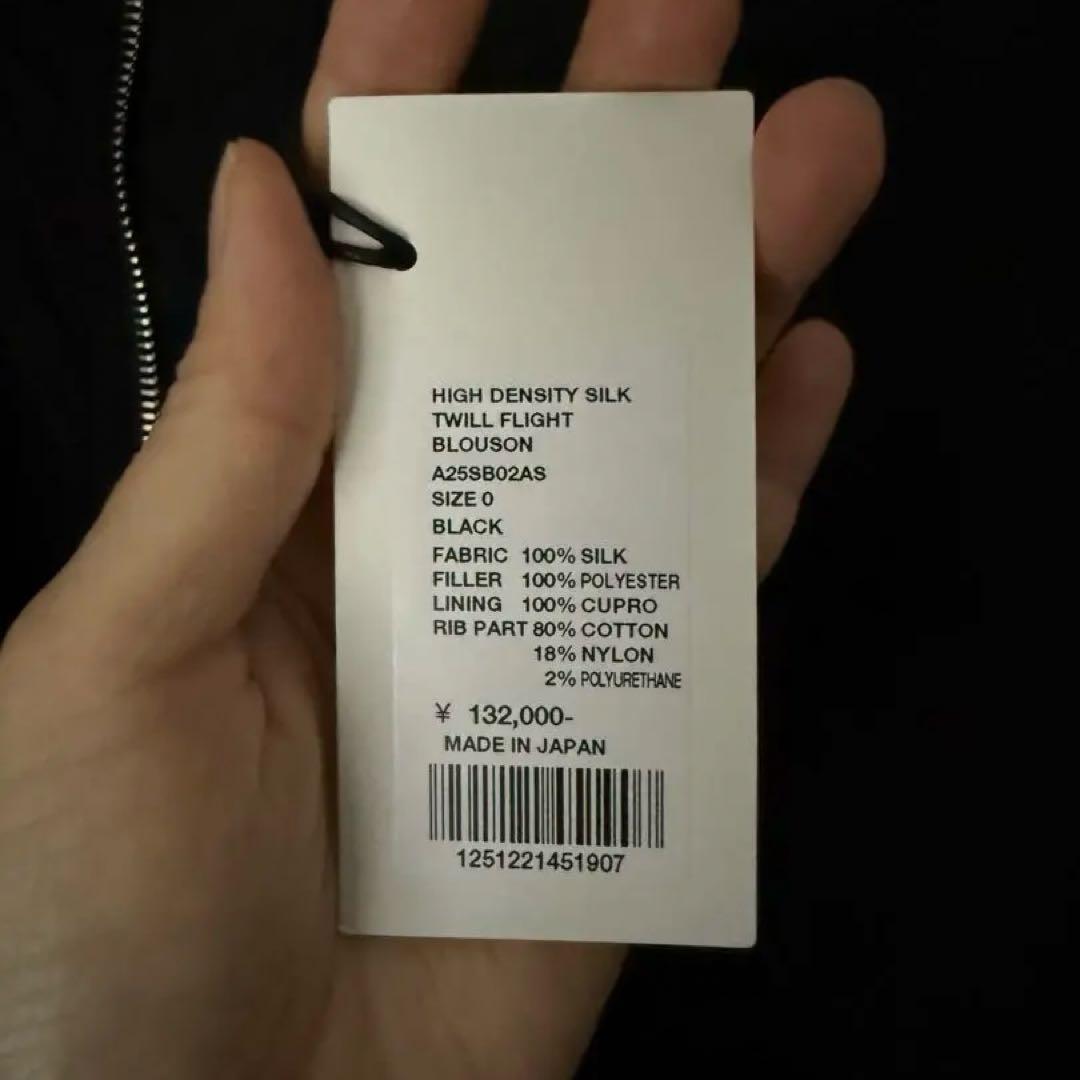 HIGH DENSITY SILK
TWILL FLIGHT
BLOUSON
A25SB02AS
SIZE 0
BLACK
FABRIC 100% SILK
FILLER 100% POLYESTER
LINING 100% CUPRO
RIB PART 80% COTTON
18% NYLON
2% POLYURETHANE
¥ 132,000-
MADE IN JAPAN
1251221451907